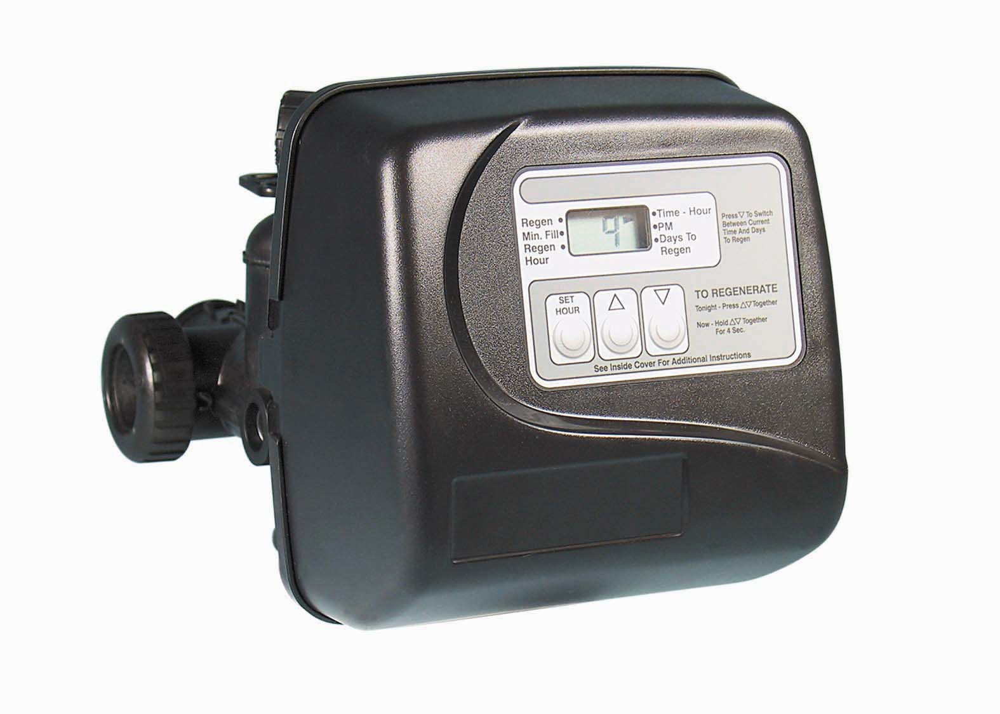 Regen
Min. Fill
Regen
Hour
9
Time - Hour
PM
Days To
Regen
Press ▽ To Switch
Between Current
Time And Days
To Regen
SET
HOUR
△
▽
TO REGENERATE
Tonight - Press △▽ Together
Now - Hold △▽ Together
For 4 Sec.
See Inside Cover For Additional Instructions